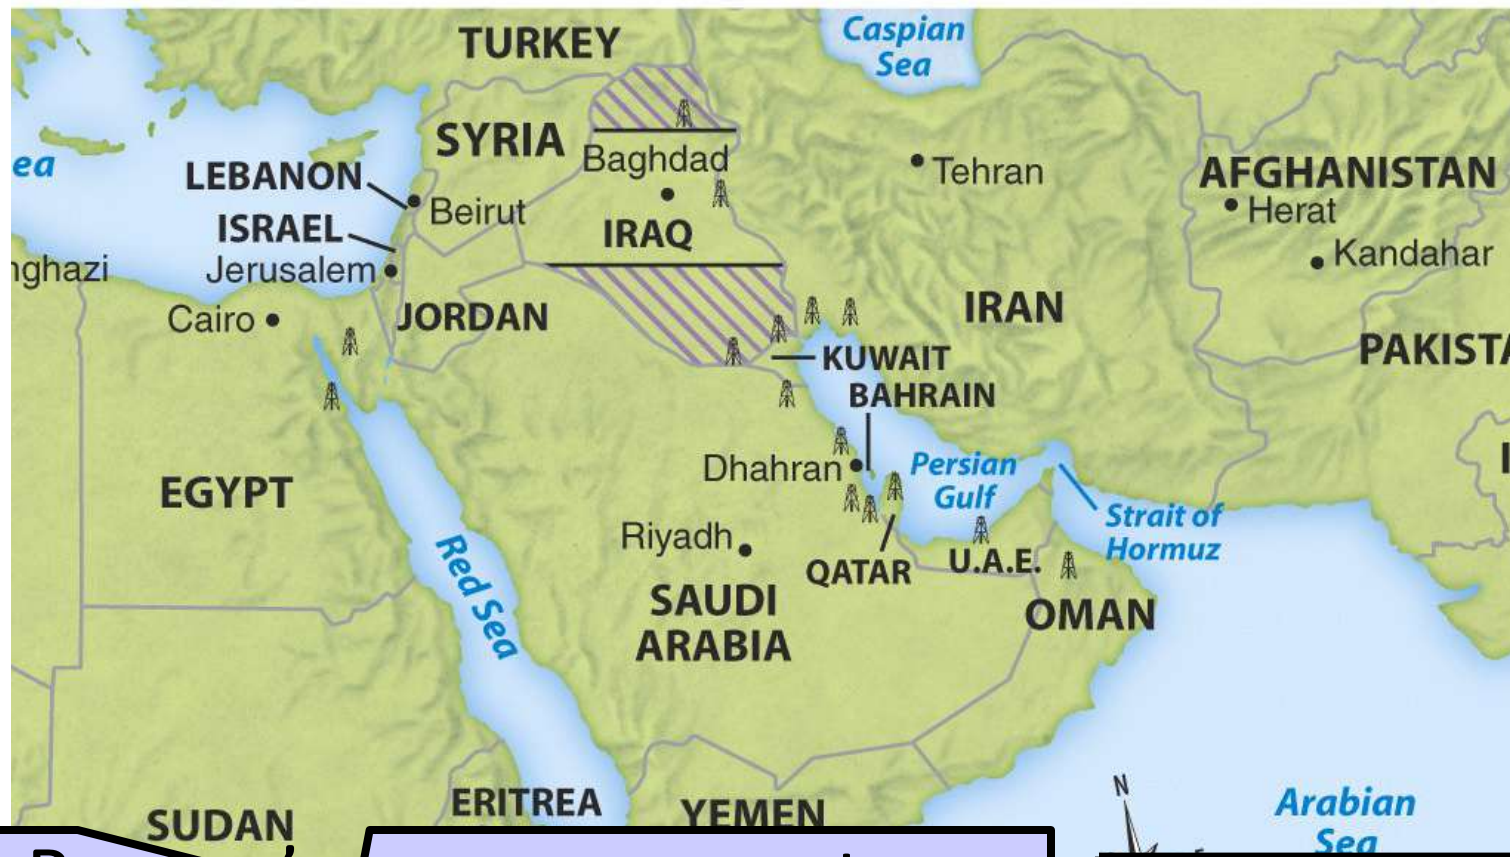 Caspian
Sea
TURKEY
SYRIA
Baghdad
Tehran
ea
LEBANON
AFGHANISTAN
Beirut
Herat
ISRAEL
IRAQ
Kandahar
nghazi
Jerusalem
Cairo
JORDAN
IRAN
PAKISTA
KUWAIT
BAHRAIN
Dhahran
Persian
Gulf
EGYPT
Strait of
Hormuz
Riyadh
Red Sea
QATAR
U.A.E.
SAUDI
ARABIA
OMAN
N
ERITREA
YEMEN
Arabian
Sea
SUDAN